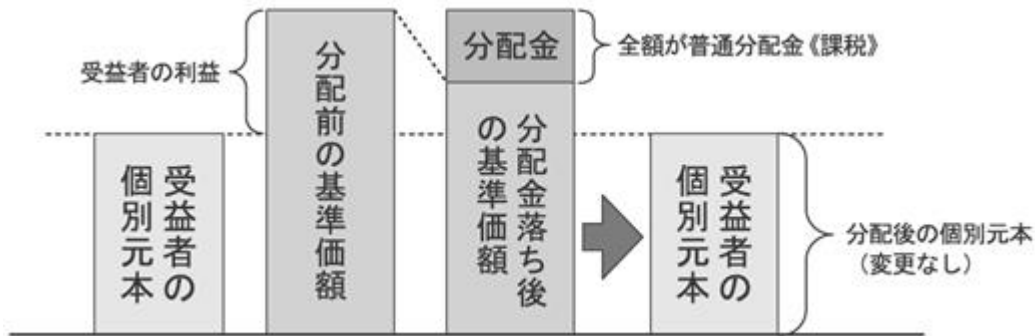 受益者の利益
受益者の
個別元本
分配前の基準価額
分配金
全額が普通分配金《課税》
分配金落ち後
の基準価額
受益者の
個別元本
分配後の個別元本
（変更なし）